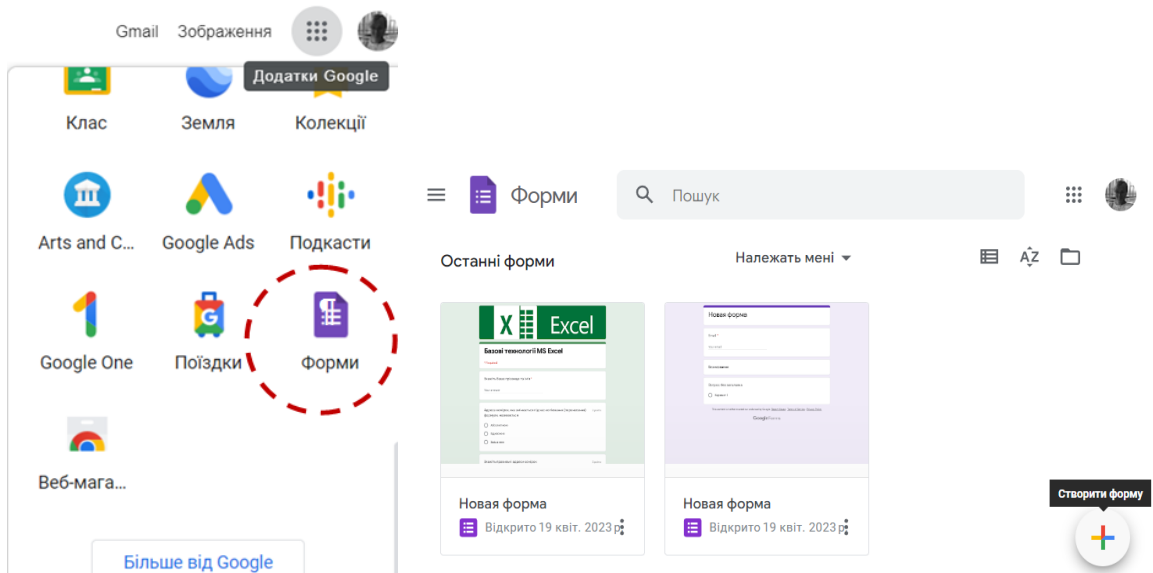 Gmail Зображення
Додатки Google
Клас Земля Колекції
Arts and C... Google Ads Подкасти
Google One Поїздки Форми
Веб-мага...
Більше від Google
Форми
Пошук
Останні форми
Належать мені
AZ
X Excel
Базові технології MS Excel
Новая форма
Новая форма
Відкрито 19 квіт. 2023 р
Новая форма
Відкрито 19 квіт. 2023 р
Створити форму